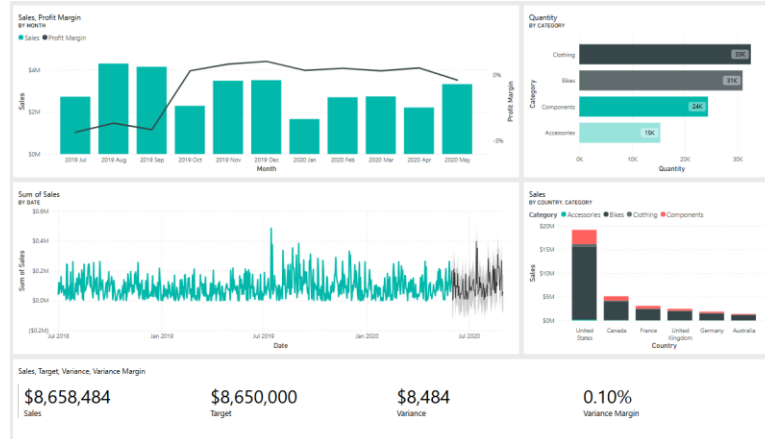 Sales, Profit Margin
BY MONTH
Sales Profit Margin
$4M
$2M
$0M
Sales
0%
-5%
Profit Margin
2019 Jul 2019 Aug 2019 Sep 2019 Oct 2019 Nov 2019 Dec 2020 Jan 2020 Feb 2020 Mar 2020 Apr 2020 May
Month
Quantity
BY CATEGORY
Category
Clothing 33K
Bikes 31K
Components 24K
Accessories 15K
0K 10K 20K 30K
Quantity
Sum of Sales
BY DATE
Sum of Sales
$0.6M
$0.4M
$0.2M
$0.0M
($0.2M)
Jul 2018 Jan 2019 Jul 2019 Jan 2020 Jul 2020
Date
Sales
BY COUNTRY, CATEGORY
Category Accessories Bikes Clothing Components
Sales
$20M
$15M
$10M
$5M
$0M
United States Canada France United Kingdom Germany Australia
Country
Sales, Target, Variance, Variance Margin
$8,658,484 $8,650,000 $8,484 0.10%
Sales Target Variance Variance Margin